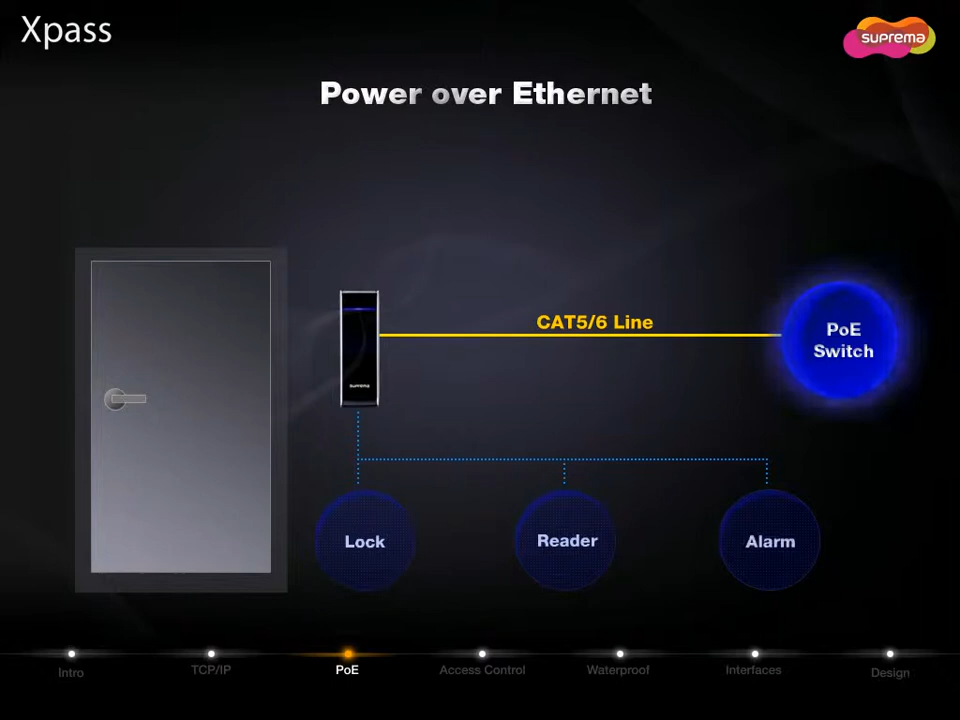 Xpass
suprema
Power over Ethernet
CAT5/6 Line
PoE
Switch
suprema
Lock
Reader
Alarm
Intro
TCP/IP
PoE
Access Control
Waterproof
Interfaces
Design